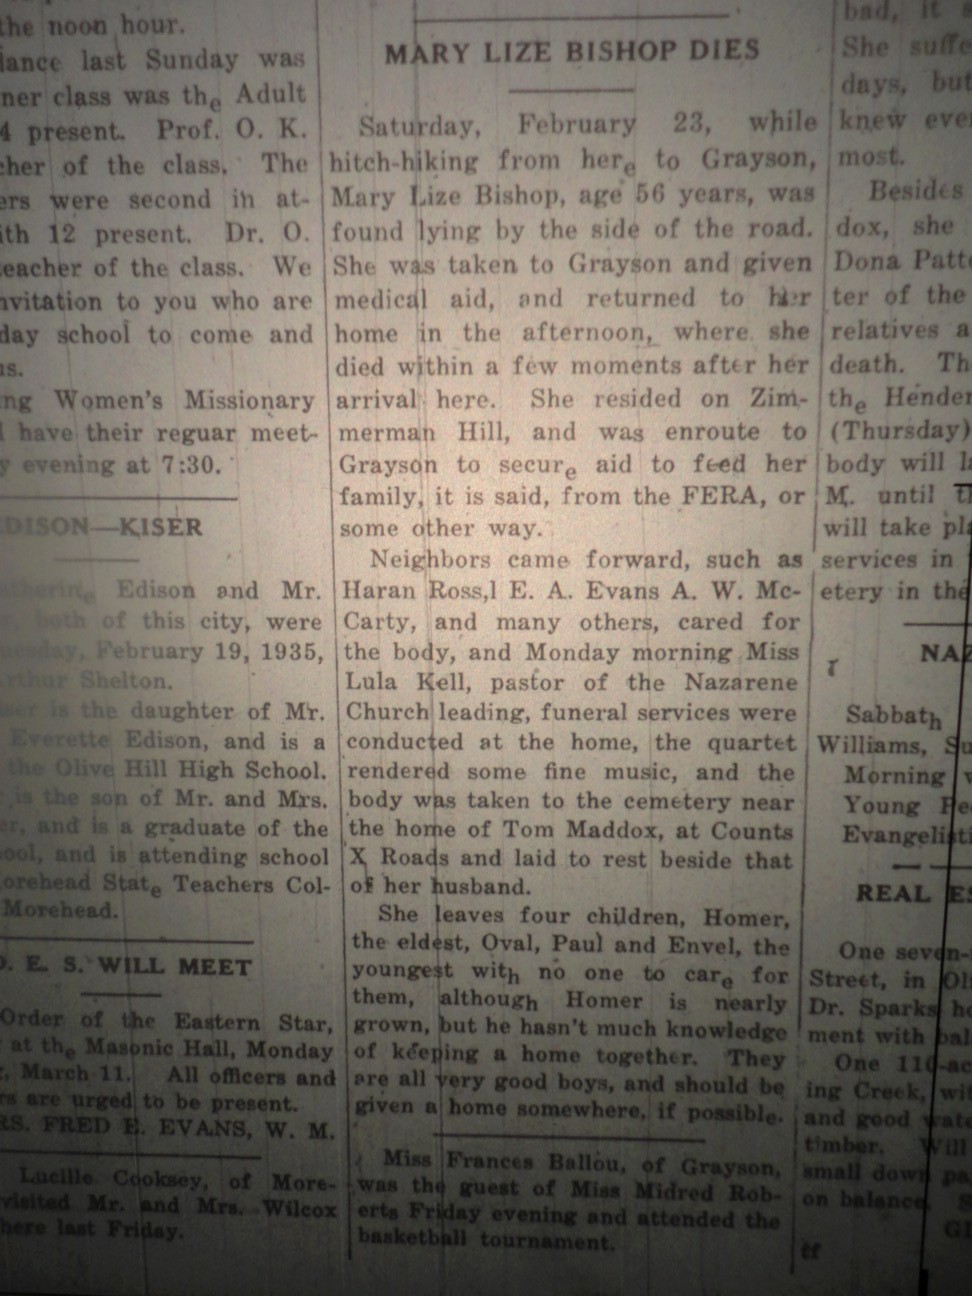 the noon hour.
last Sunday was
class was the Adult
4 present. Prof. O. K.
of the class. The
were second in at-
12 present. Dr. O.
of the class. We
to you who are
school to come and
Women's Missionary
have their reguar meet-
evening at 7:30.
KISER
Edison and Mr.
both of this city, were
February 19, 1935,
Shelton.
is the daughter of Mr.
Everette Edison, and is a
the Olive Hill High School.
is the son of Mr. and Mrs.
and is a graduate of the
and is attending school
State Teachers Col-
Morehead.
E. S. WILL MEET
Order of the Eastern Star,
at the Masonic Hall, Monday
March 11. All officers and
are urged to be present.
FRED E. EVANS, W. M.
Lucille Cooksey, of More-
visited Mr. and Mrs. Wilcox
here last Friday.
MARY LIZE BISHOP DIES
Saturday, February 23, while
hitch-hiking from here to Grayson,
Mary Lize Bishop, age 56 years, was
found lying by the side of the road.
She was taken to Grayson and given
medical aid, and returned to her
home in the afternoon, where she
died within a few moments after her
arrival here. She resided on Zim-
merman Hill, and was enroute to
Grayson to secure aid to feed her
family, it is said, from the FERA, or
some other way.
Neighbors came forward, such as
Haran Ross,l E. A. Evans A. W. Mc-
Carty, and many others, cared for
the body, and Monday morning Miss
Lula Kell, pastor of the Nazarene
Church leading, funeral services were
conducted at the home, the quartet
rendered some fine music, and the
body was taken to the cemetery near
the home of Tom Maddox, at Counts
X Roads and laid to rest beside that
of her husband.
She leaves four children, Homer,
the eldest, Oval, Paul and Envel, the
youngest with no one to care for
them, although Homer is nearly
grown, but he hasn't much knowledge
of keeping a home together. They
are all very good boys, and should be
given a home somewhere, if possible.
Miss Frances Ballou, of Grayson,
was the guest of Miss Midred Rob-
erts Friday evening and attended the
basketball tournament.
bad, it
She
days, but
knew
most.
Besides
dox, she
Dona
ter of the
relatives
death.
the
(Thursday)
body will
M. until
will take
services in
etery in the
Sabbath
Williams,
Morning
Young
REAL
One
Street, in
Dr. Sparks
ment with
One
ing Creek,
and good
timber. Will
small down
on balance.
tf